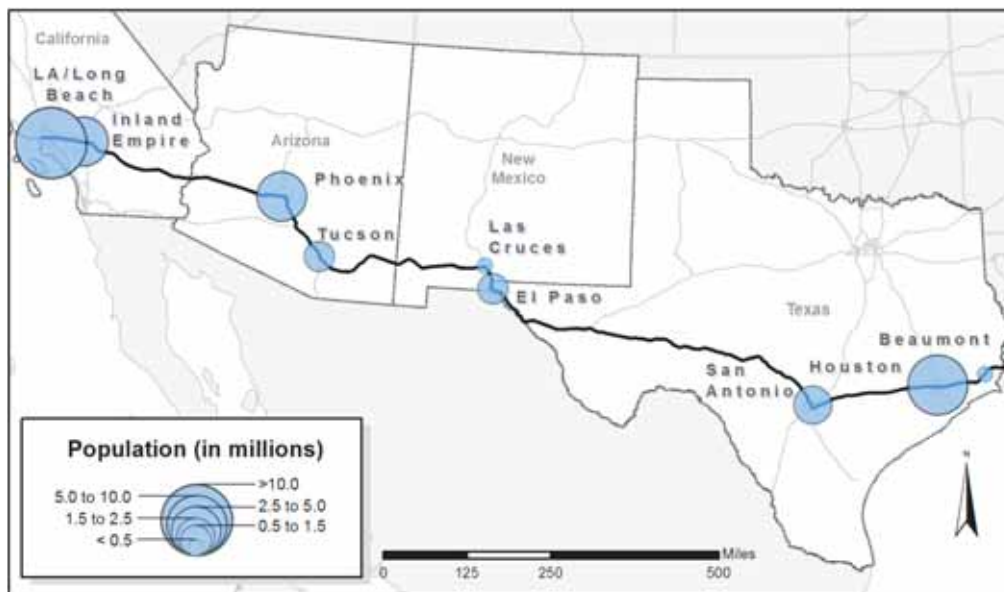 California
LA/Long
Beach
Inland
Empire
Arizona
Phoenix
Tucson
New
Mexico
Las
Cruces
El Paso
Texas
Beaumont
Houston
San
Antonio
Population (in millions)
>10.0
5.0 to 10.0
2.5 to 5.0
1.5 to 2.5
0.5 to 1.5
< 0.5
N
Miles
0 125 250 500